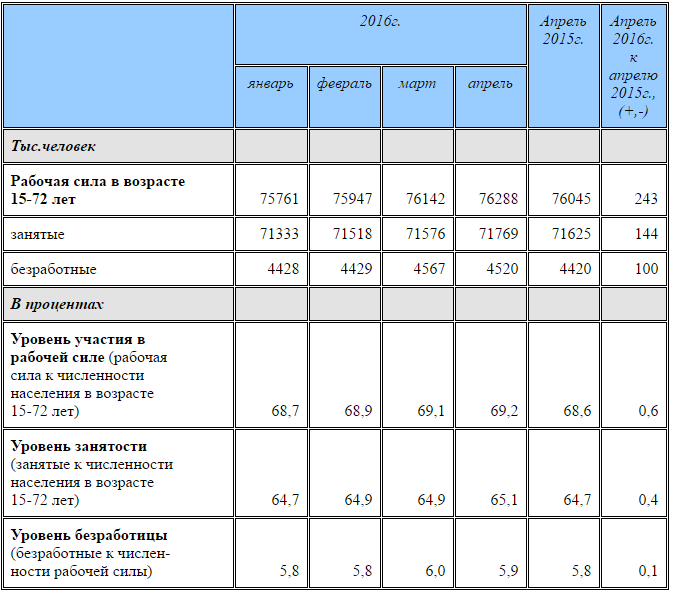 2016г.
Апрель
2015г.
Апрель
2016г.
к
апрелю
2015г.,
(+,-)
январь февраль март апрель
Тыс.человек
Рабочая сила в возрасте
15-72 лет 75761 75947 76142 76288 76045 243
занятые 71333 71518 71576 71769 71625 144
безработные 4428 4429 4567 4520 4420 100
В процентах
Уровень участия в
рабочей силе (рабочая
сила к численности
населения в возрасте
15-72 лет) 68,7 68,9 69,1 69,2 68,6 0,6
Уровень занятости
(занятые к численности
населения в возрасте
15-72 лет) 64,7 64,9 64,9 65,1 64,7 0,4
Уровень безработицы
(безработные к числен-
ности рабочей силы) 5,8 5,8 6,0 5,9 5,8 0,1